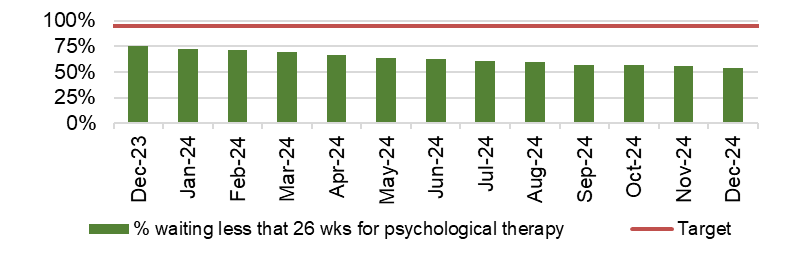 100%
75%
50%
25%
0%
Dec-23
Jan-24
Feb-24
Mar-24
Apr-24
May-24
Jun-24
Jul-24
Aug-24
Sep-24
Oct-24
Nov-24
Dec-24
% waiting less that 26 wks for psychological therapy
Target